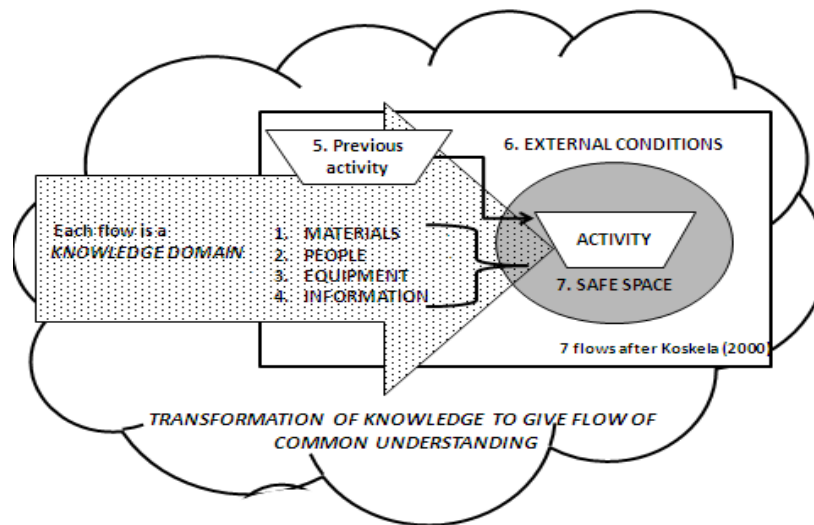 5. Previous
activity
6. EXTERNAL CONDITIONS
Each flow is a
KNOWLEDGE DOMAIN
1. MATERIALS
2. PEOPLE
3. EQUIPMENT
4. INFORMATION
ACTIVITY
7. SAFE SPACE
7 flows after Koskela (2000)
TRANSFORMATION OF KNOWLEDGE TO GIVE FLOW OF
COMMON UNDERSTANDING